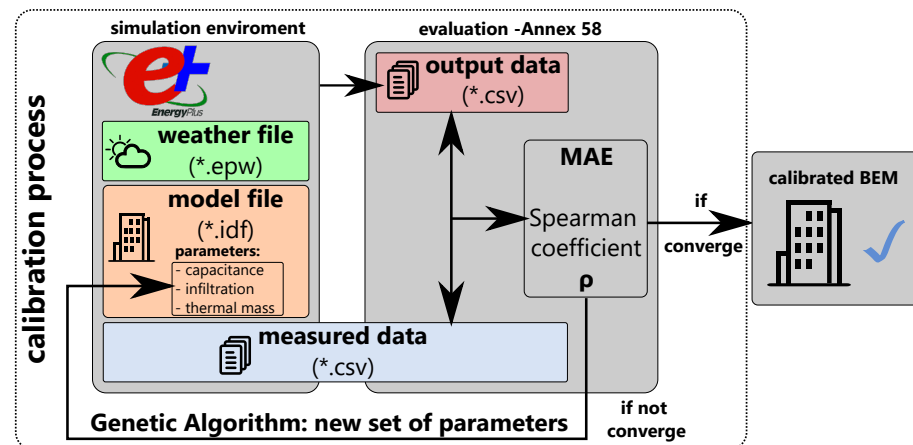 simulation enviroment
evaluation -Annex 58
calibration process
e+
EnergyPlus
weather file
(*.epw)
model file
(*.idf)
parameters:
- capacitance
- infiltration
- thermal mass
output data
(*.csv)
MAE
Spearman
coefficient
ρ
measured data
(*.csv)
if
converge
calibrated BEM
Genetic Algorithm: new set of parameters
if not
converge